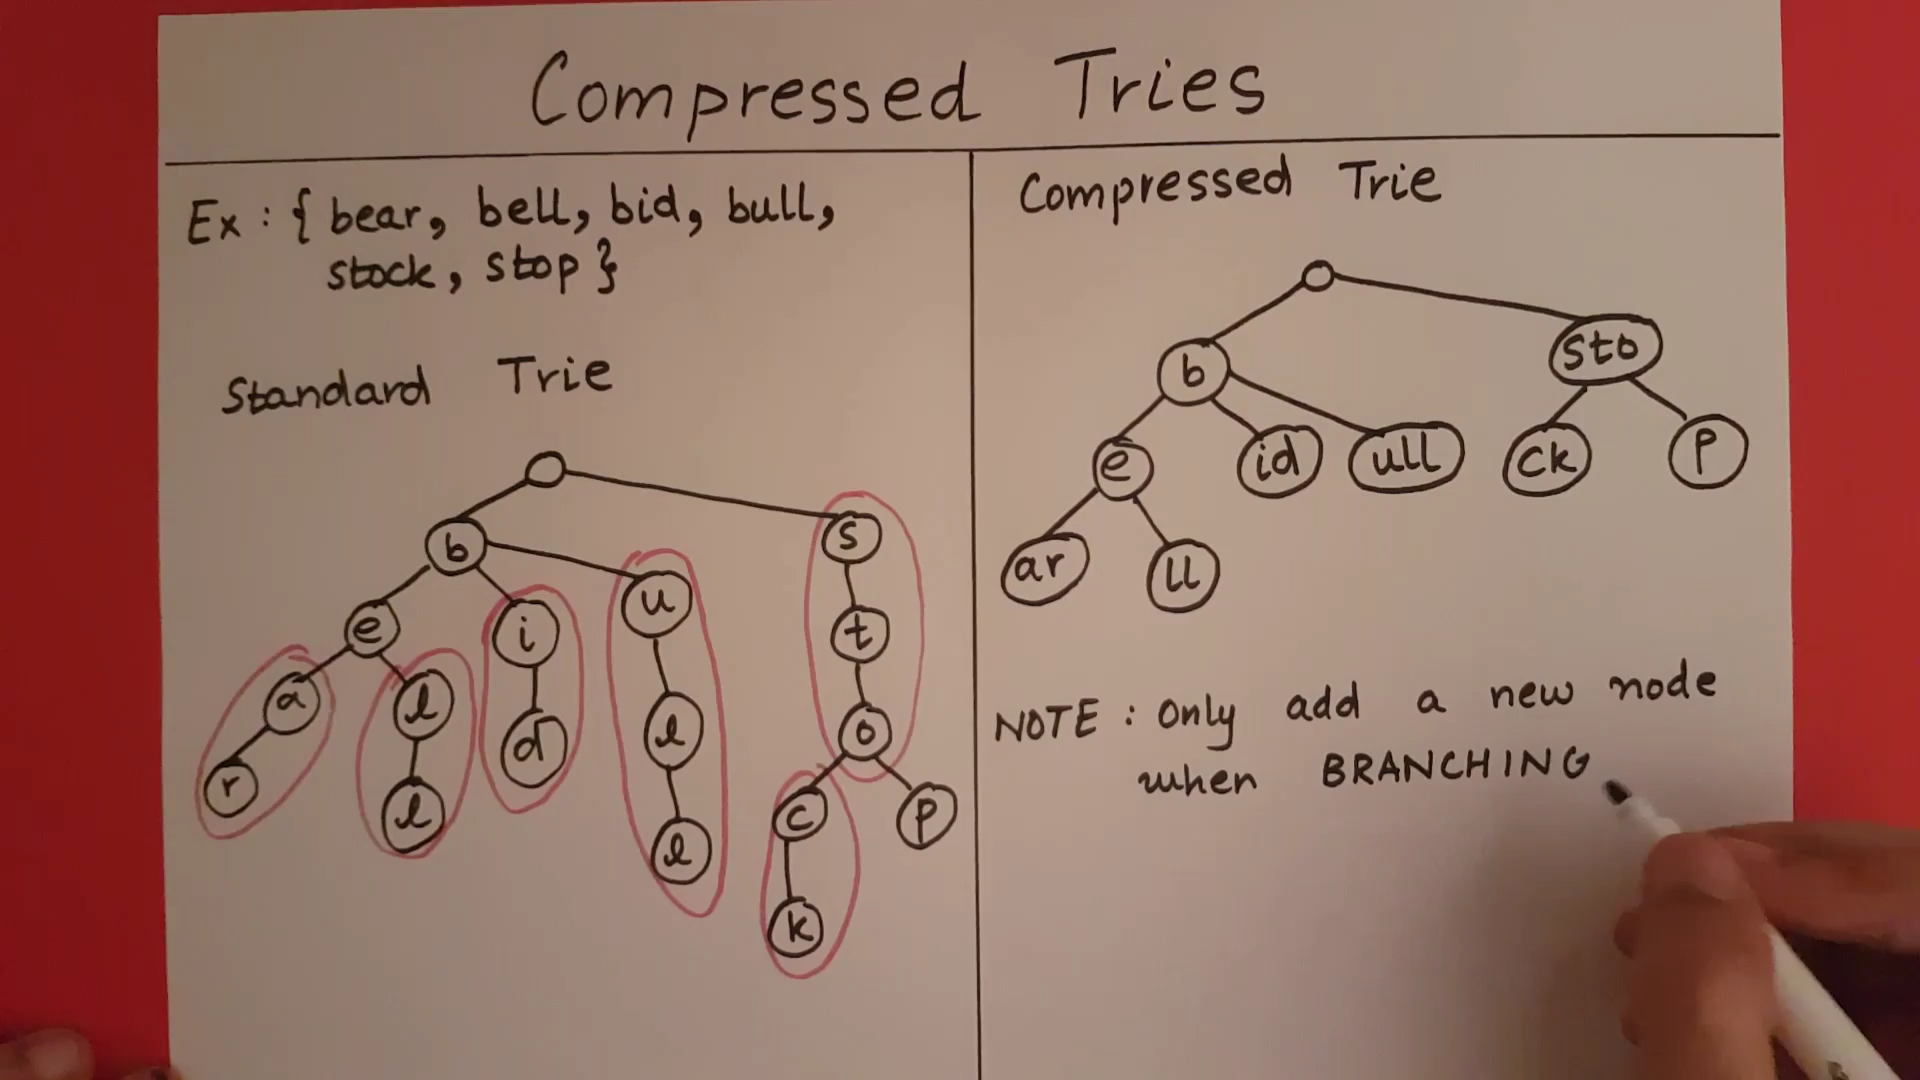 Compressed Tries
Ex : { bear, bell, bid, bull,
stock, stop }
Standard Trie
b
s
e
i
u
t
a
l
d
l
o
r
l
l
c
p
k
Compressed Trie
b
sto
e
id
ull
ck
p
ar
ll
NOTE : Only add a new node
when BRANCHING